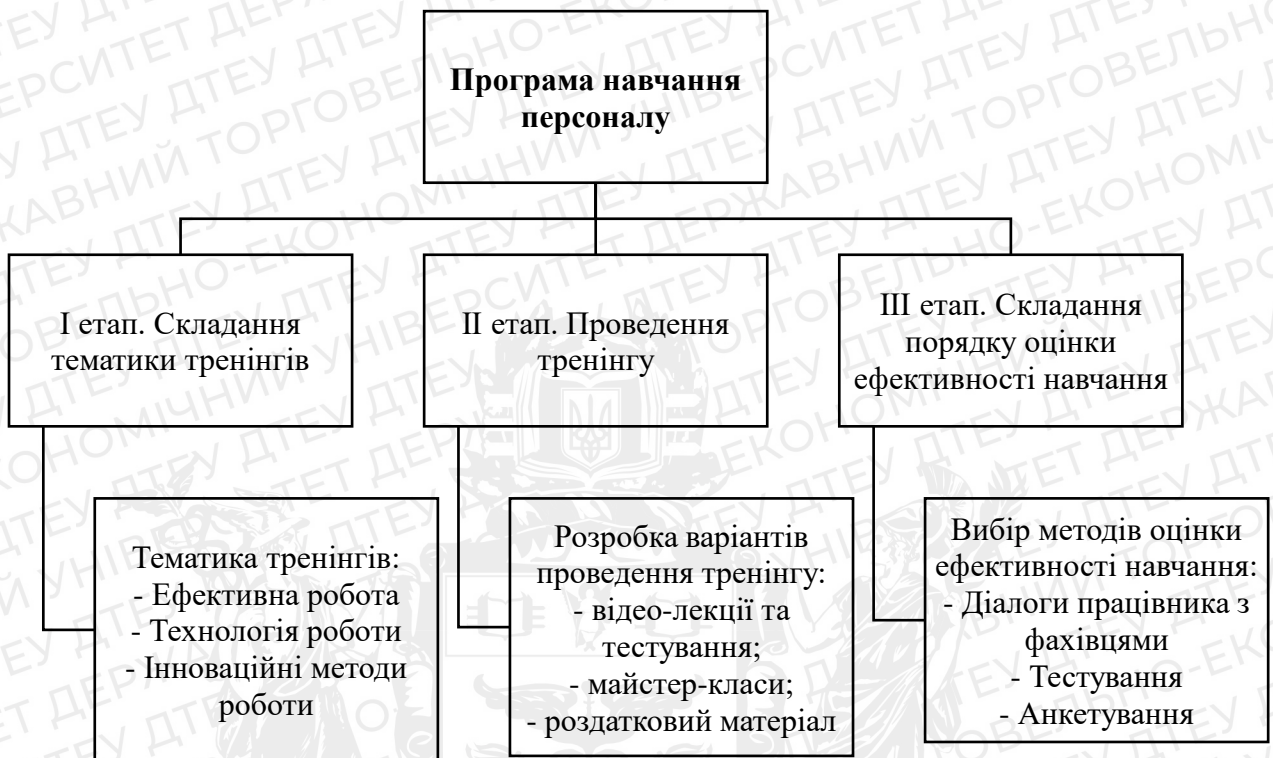 Програма навчання
персоналу
І етап. Складання
тематики тренінгів
ІІ етап. Проведення
тренінгу
ІІІ етап. Складання
порядку оцінки
ефективності навчання
Тематика тренінгів:
- Ефективна робота
- Технологія роботи
- Інноваційні методи
роботи
Розробка варіантів
проведення тренінгу:
- відео-лекції та
тестування;
- майстер-класи;
- роздатковий матеріал
Вибір методів оцінки
ефективності навчання:
- Діалоги працівника з
фахівцями
- Тестування
- Анкетування